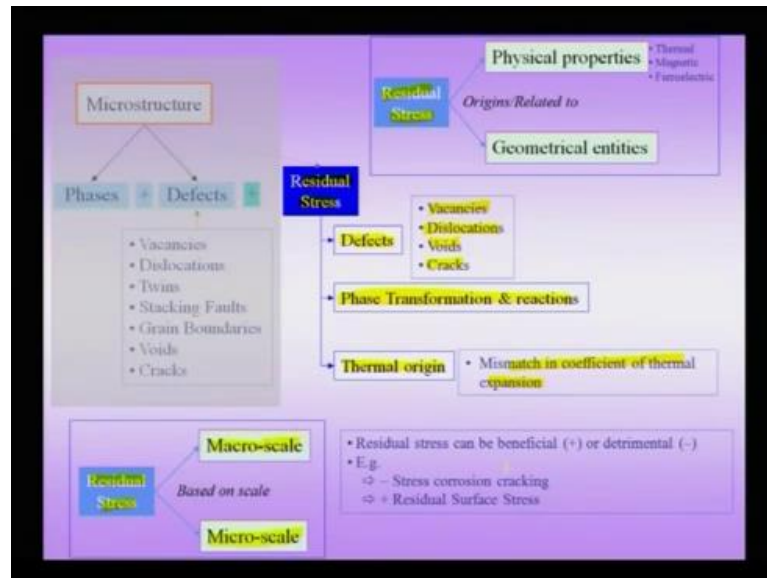 Microstructure
Phases + Defects +
• Vacancies
• Dislocations
• Twins
• Stacking Faults
• Grain Boundaries
• Voids
• Cracks
Residual
Stress
Origins/Related to
Physical properties
• Thermal
• Magnetic
• Ferroelectric
Geometrical entities
Residual
Stress
Defects
• Vacancies
• Dislocations
• Voids
• Cracks
Phase Transformation & reactions
Thermal origin
• Mismatch in coefficient of thermal
expansion
Residual
Stress
Based on scale
Macro-scale
Micro-scale
• Residual stress can be beneficial (+) or detrimental (–)
• E.g.
⇨ – Stress corrosion cracking
⇨ + Residual Surface Stress